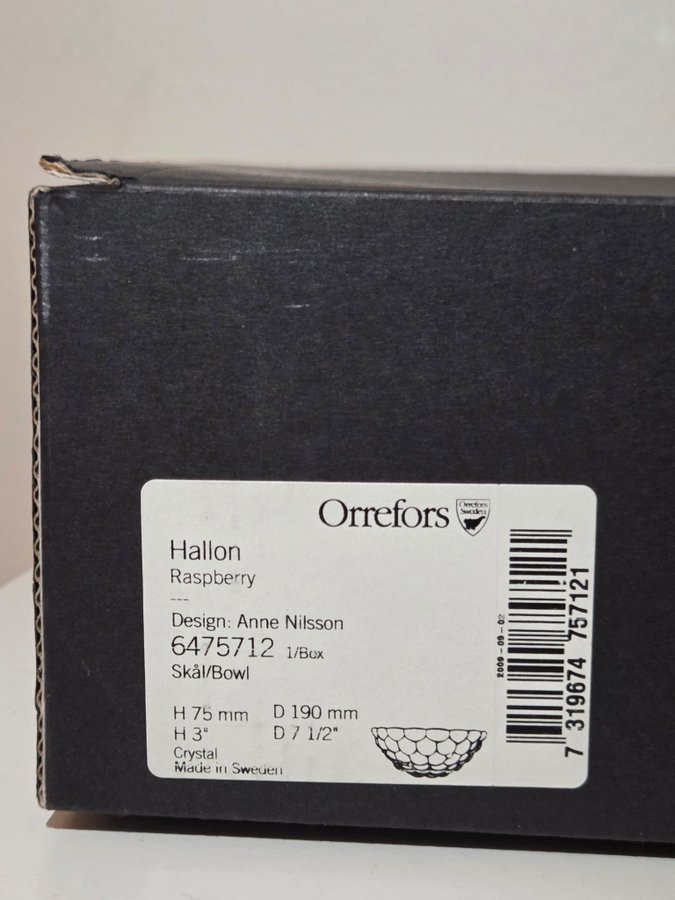 Orrefors
Orrefors
Sweden
Hallon
Raspberry
---
Design: Anne Nilsson
6475712 1/Box
Skål/Bowl
H 75 mm D 190 mm
H 3" D 7 1/2"
Crystal
Made in Sweden
2009-09-02
7 319674 757121